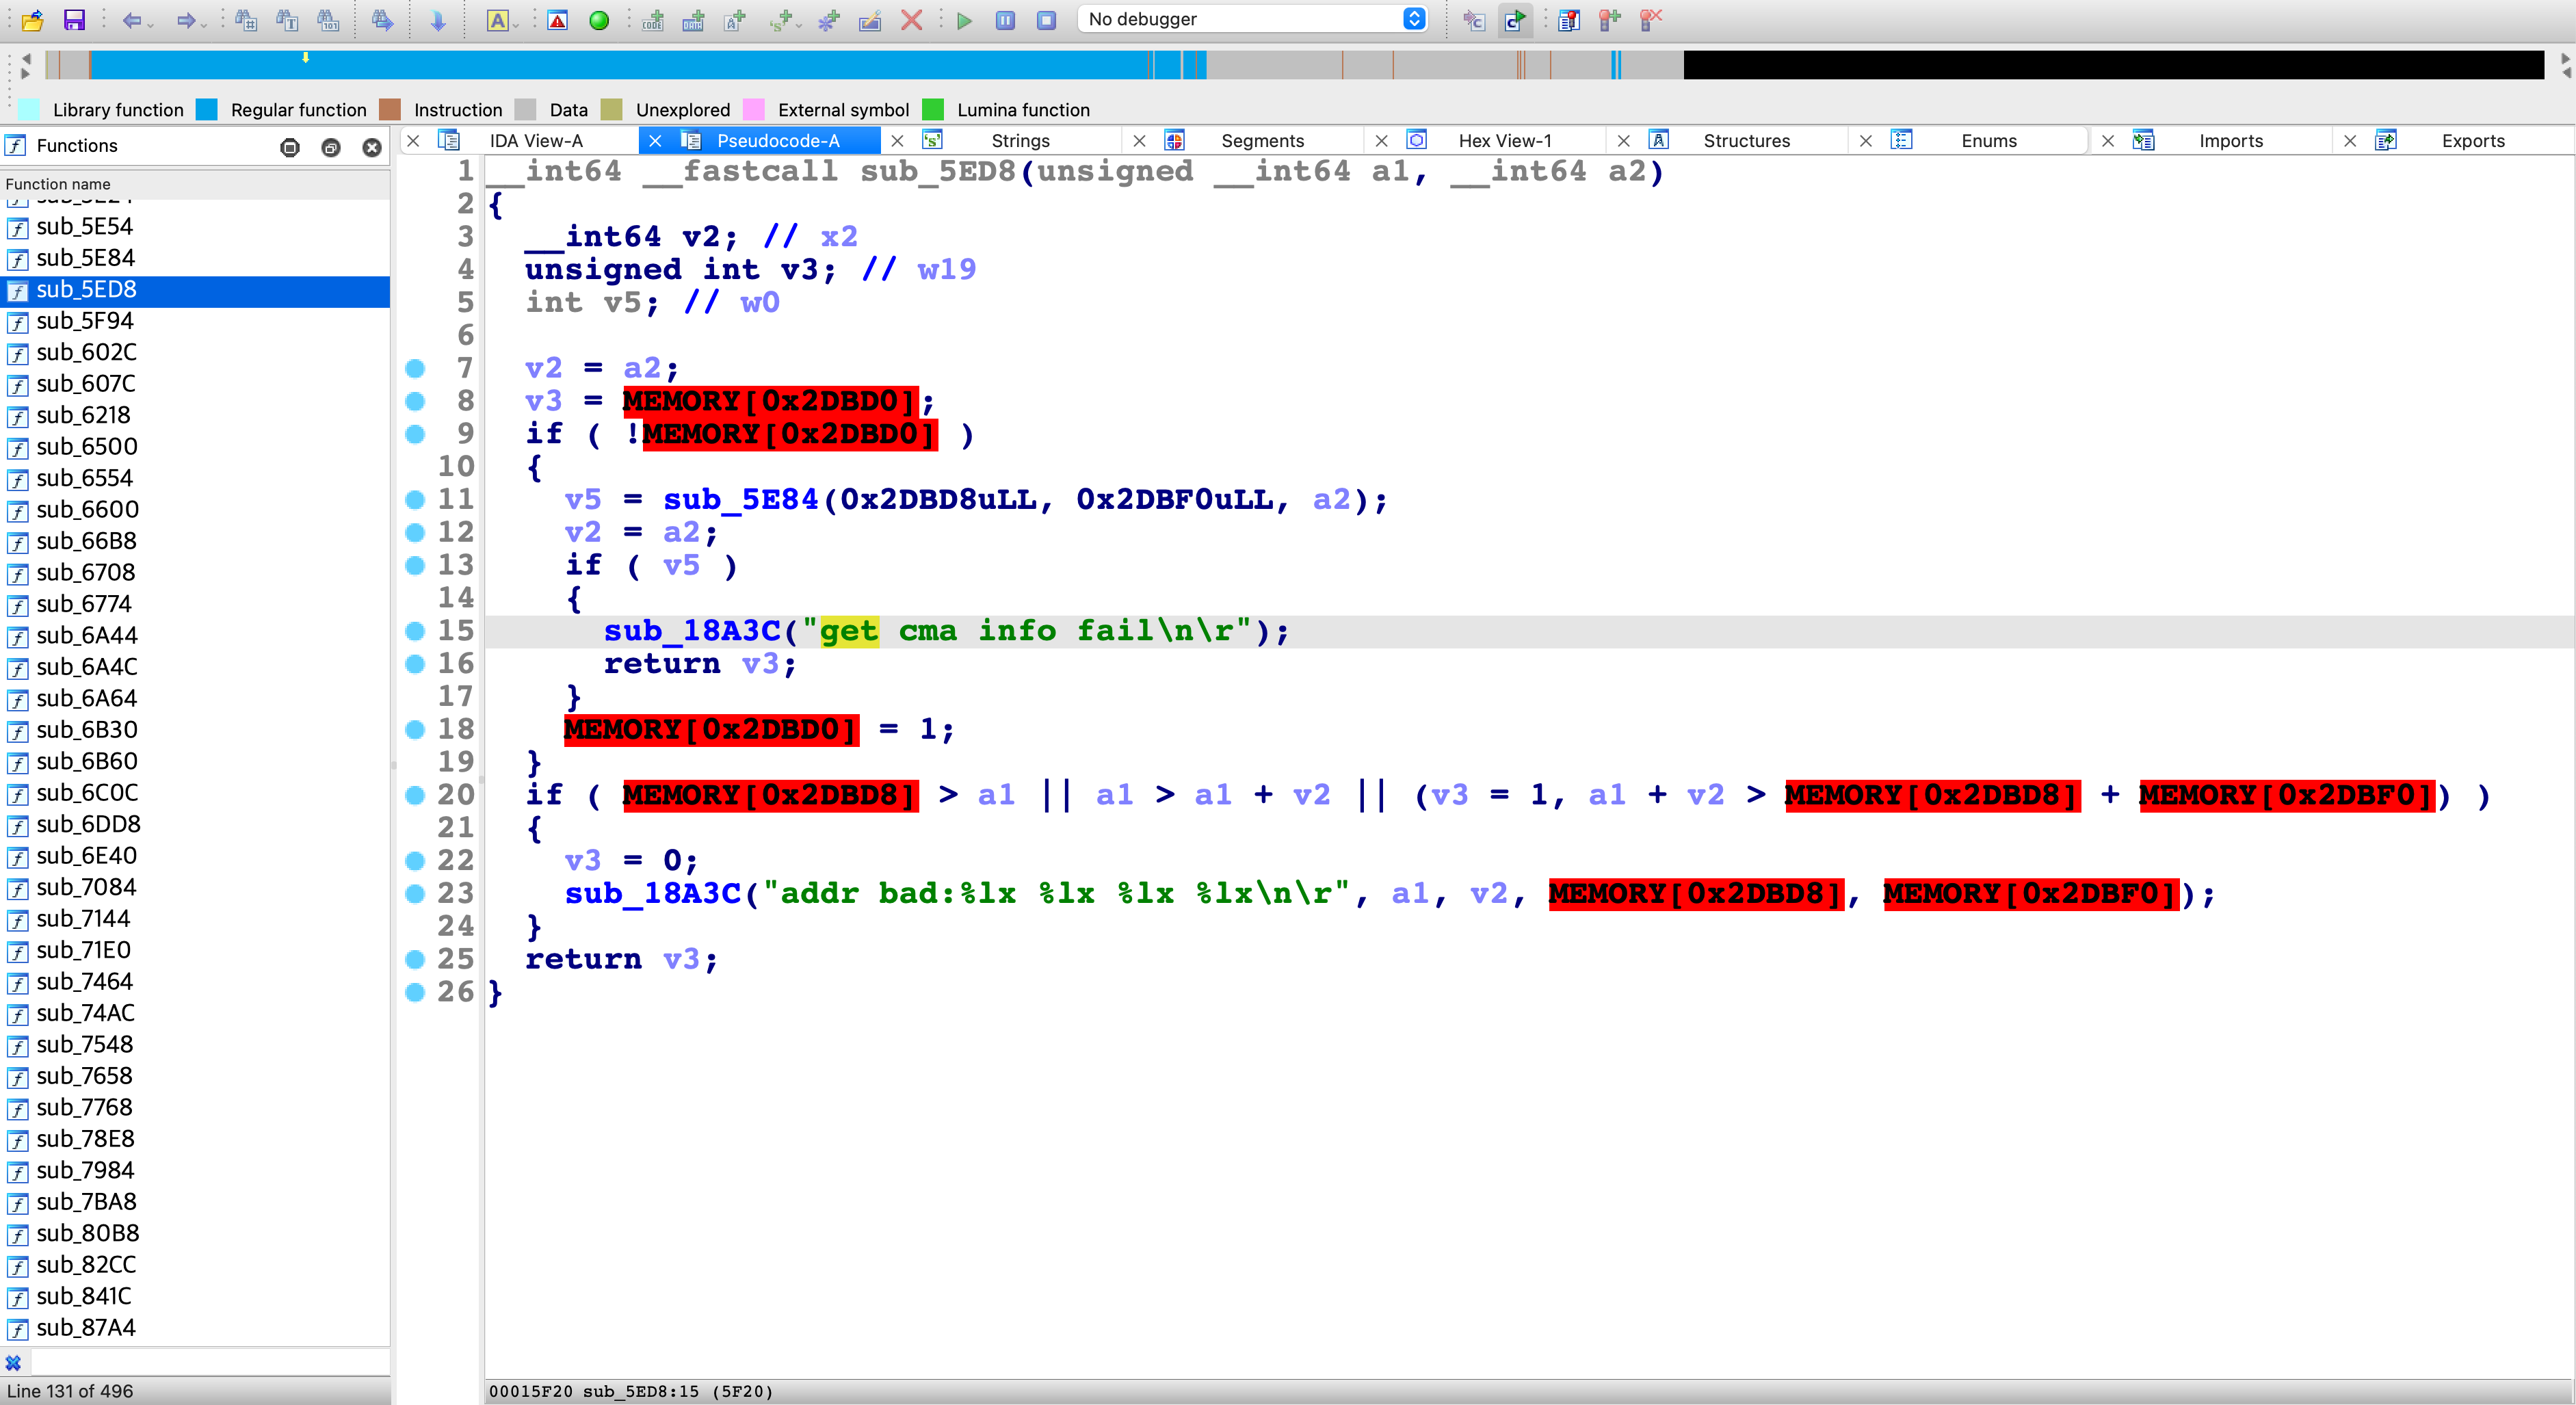 No debugger
Library function Regular function Instruction Data Unexplored External symbol Lumina function
Functions
Function name
sub_5E54
sub_5E84
sub_5ED8
sub_5F94
sub_602C
sub_607C
sub_6218
sub_6500
sub_6554
sub_6600
sub_66B8
sub_6708
sub_6774
sub_6A44
sub_6A4C
sub_6A64
sub_6B30
sub_6B60
sub_6C0C
sub_6DD8
sub_6E40
sub_7084
sub_7144
sub_71E0
sub_7464
sub_74AC
sub_7548
sub_7658
sub_7768
sub_78E8
sub_7984
sub_7BA8
sub_80B8
sub_82CC
sub_841C
sub_87A4
Line 131 of 496
IDA View-A Pseudocode-A Strings Segments Hex View-1 Structures Enums Imports Exports
1 __int64 __fastcall sub_5ED8(unsigned __int64 a1, __int64 a2)
2 {
3 __int64 v2; // x2
4 unsigned int v3; // w19
5 int v5; // w0
6
7 v2 = a2;
8 v3 = MEMORY[0x2DBD0];
9 if ( !MEMORY[0x2DBD0] )
10 {
11 v5 = sub_5E84(0x2DBD8uLL, 0x2DBF0uLL, a2);
12 v2 = a2;
13 if ( v5 )
14 {
15 sub_18A3C("get cma info fail\n\r");
16 return v3;
17 }
18 MEMORY[0x2DBD0] = 1;
19 }
20 if ( MEMORY[0x2DBD8] > a1 || a1 > a1 + v2 || (v3 = 1, a1 + v2 > MEMORY[0x2DBD8] + MEMORY[0x2DBF0]) )
21 {
22 v3 = 0;
23 sub_18A3C("addr bad:%lx %lx %lx %lx\n\r", a1, v2, MEMORY[0x2DBD8], MEMORY[0x2DBF0]);
24 }
25 return v3;
26 }
00015F20 sub_5ED8:15 (5F20)